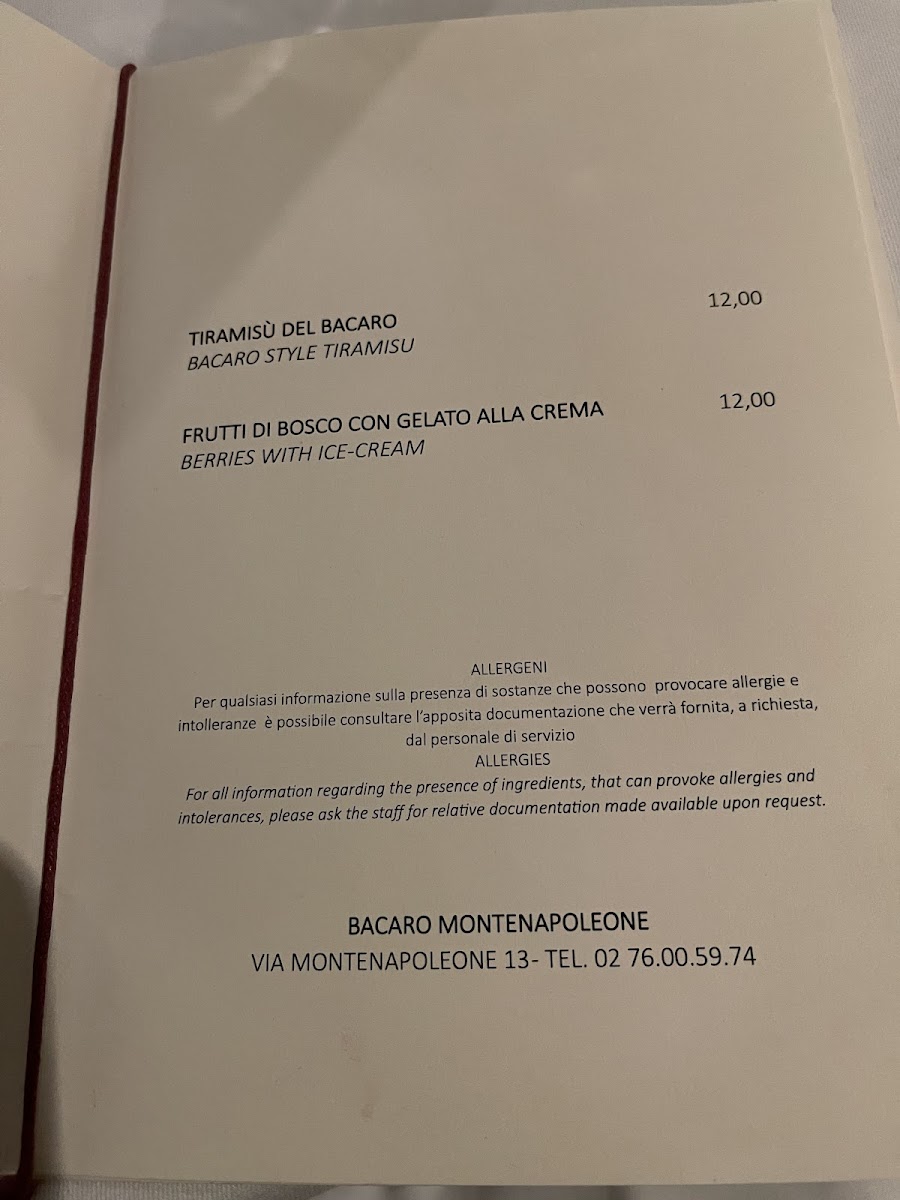 TIRAMISÙ DEL BACARO 12,00
BACARO STYLE TIRAMISU
FRUTTI DI BOSCO CON GELATO ALLA CREMA 12,00
BERRIES WITH ICE-CREAM
ALLERGENI
Per qualsiasi informazione sulla presenza di sostanze che possono provocare allergie e
intolleranze è possibile consultare l'apposita documentazione che verrà fornita, a richiesta,
dal personale di servizio
ALLERGIES
For all information regarding the presence of ingredients, that can provoke allergies and
intolerances, please ask the staff for relative documentation made available upon request.
BACARO MONTENAPOLEONE
VIA MONTENAPOLEONE 13- TEL. 02 76.00.59.74